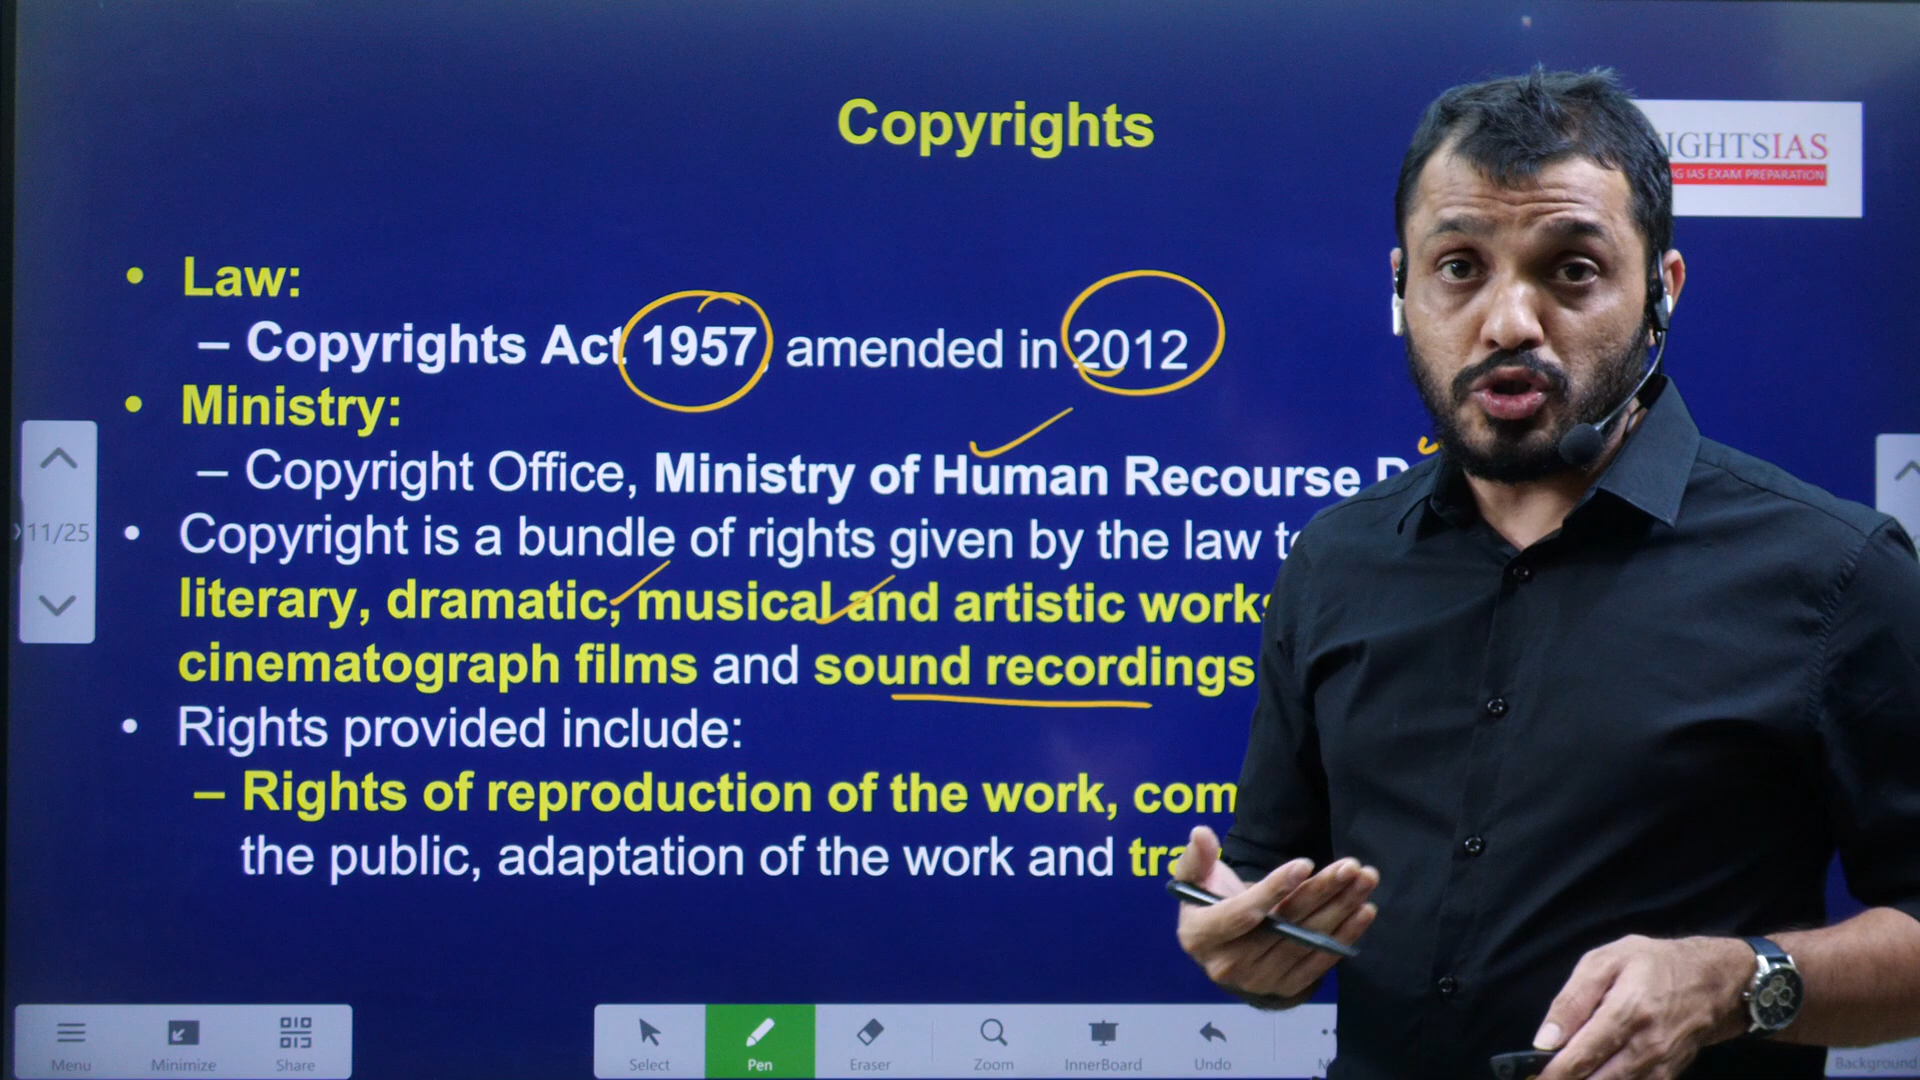 Copyrights
IGHTSIAS
G IAS EXAM PREPARATION
• Law:
– Copyrights Act 1957, amended in 2012
• Ministry:
– Copyright Office, Ministry of Human Recourse
11/25
• Copyright is a bundle of rights given by the law
literary, dramatic, musical and artistic works
cinematograph films and sound recordings
• Rights provided include:
– Rights of reproduction of the work,
the public, adaptation of the work and
Menu
Minimize
Share
Select
Pen
Eraser
Zoom
InnerBoard
Undo
Background